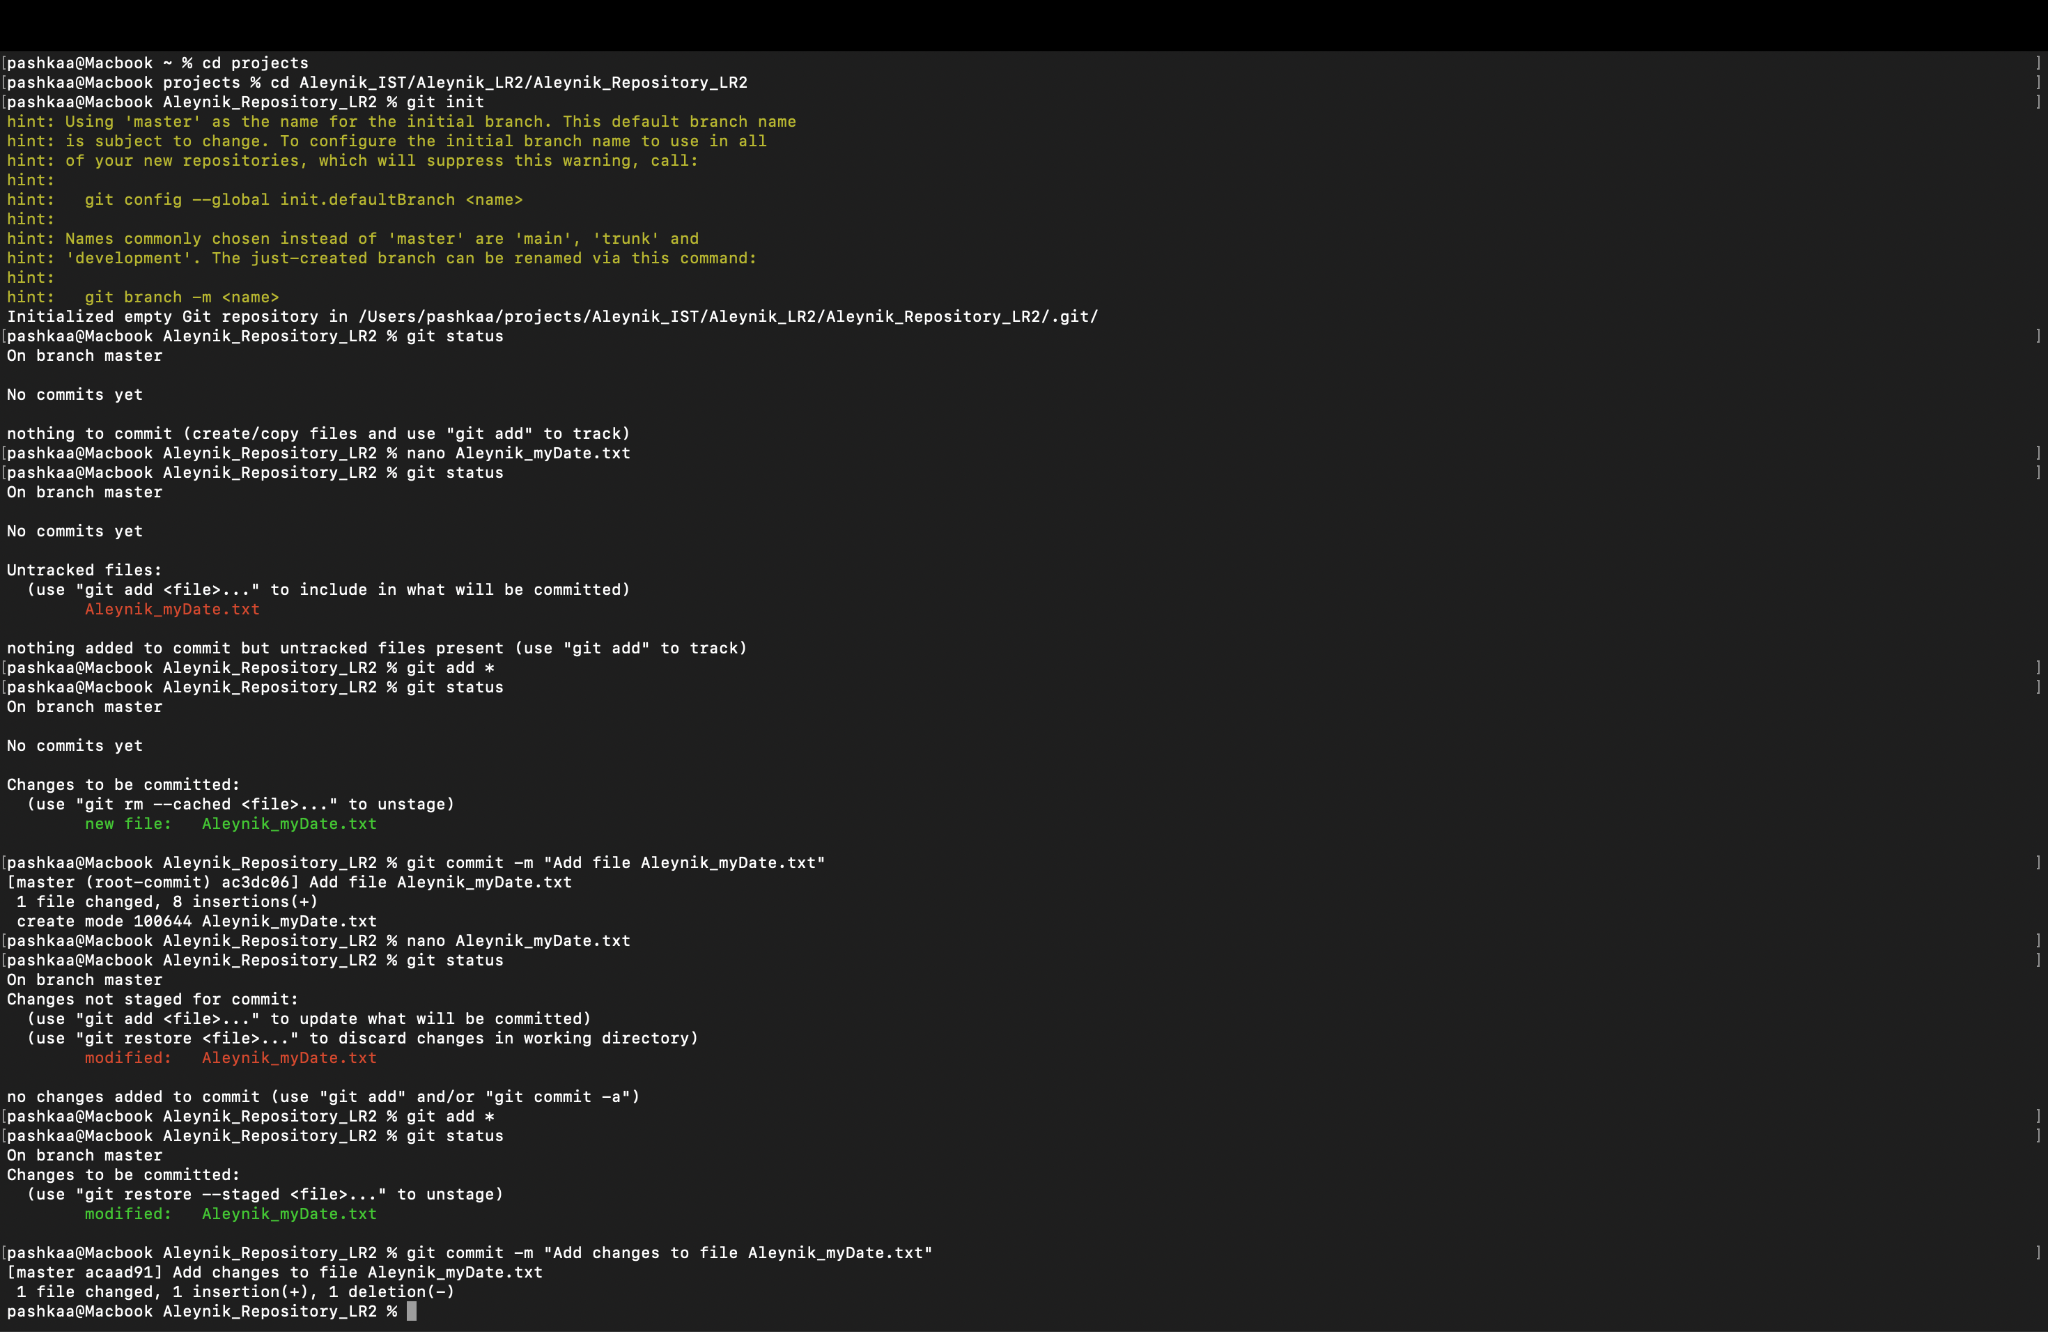 [pashkaa@Macbook ~ % cd projects ]
[pashkaa@Macbook projects % cd Aleynik_IST/Aleynik_LR2/Aleynik_Repository_LR2 ]
[pashkaa@Macbook Aleynik_Repository_LR2 % git init ]
hint: Using 'master' as the name for the initial branch. This default branch name
hint: is subject to change. To configure the initial branch name to use in all
hint: of your new repositories, which will suppress this warning, call:
hint:
hint:   git config --global init.defaultBranch <name>
hint:
hint: Names commonly chosen instead of 'master' are 'main', 'trunk' and
hint: 'development'. The just-created branch can be renamed via this command:
hint:
hint:   git branch -m <name>
Initialized empty Git repository in /Users/pashkaa/projects/Aleynik_IST/Aleynik_LR2/Aleynik_Repository_LR2/.git/
[pashkaa@Macbook Aleynik_Repository_LR2 % git status ]
On branch master
No commits yet
nothing to commit (create/copy files and use "git add" to track)
[pashkaa@Macbook Aleynik_Repository_LR2 % nano Aleynik_myDate.txt ]
[pashkaa@Macbook Aleynik_Repository_LR2 % git status ]
On branch master
No commits yet
Untracked files:
  (use "git add <file>..." to include in what will be committed)
        Aleynik_myDate.txt
nothing added to commit but untracked files present (use "git add" to track)
[pashkaa@Macbook Aleynik_Repository_LR2 % git add * ]
[pashkaa@Macbook Aleynik_Repository_LR2 % git status ]
On branch master
No commits yet
Changes to be committed:
  (use "git rm --cached <file>..." to unstage)
        new file:   Aleynik_myDate.txt
[pashkaa@Macbook Aleynik_Repository_LR2 % git commit -m "Add file Aleynik_myDate.txt" ]
[master (root-commit) ac3dc06] Add file Aleynik_myDate.txt
 1 file changed, 8 insertions(+)
 create mode 100644 Aleynik_myDate.txt
[pashkaa@Macbook Aleynik_Repository_LR2 % nano Aleynik_myDate.txt ]
[pashkaa@Macbook Aleynik_Repository_LR2 % git status ]
On branch master
Changes not staged for commit:
  (use "git add <file>..." to update what will be committed)
  (use "git restore <file>..." to discard changes in working directory)
        modified:   Aleynik_myDate.txt
no changes added to commit (use "git add" and/or "git commit -a")
[pashkaa@Macbook Aleynik_Repository_LR2 % git add * ]
[pashkaa@Macbook Aleynik_Repository_LR2 % git status ]
On branch master
Changes to be committed:
  (use "git restore --staged <file>..." to unstage)
        modified:   Aleynik_myDate.txt
[pashkaa@Macbook Aleynik_Repository_LR2 % git commit -m "Add changes to file Aleynik_myDate.txt" ]
[master acaad91] Add changes to file Aleynik_myDate.txt
 1 file changed, 1 insertion(+), 1 deletion(-)
pashkaa@Macbook Aleynik_Repository_LR2 %